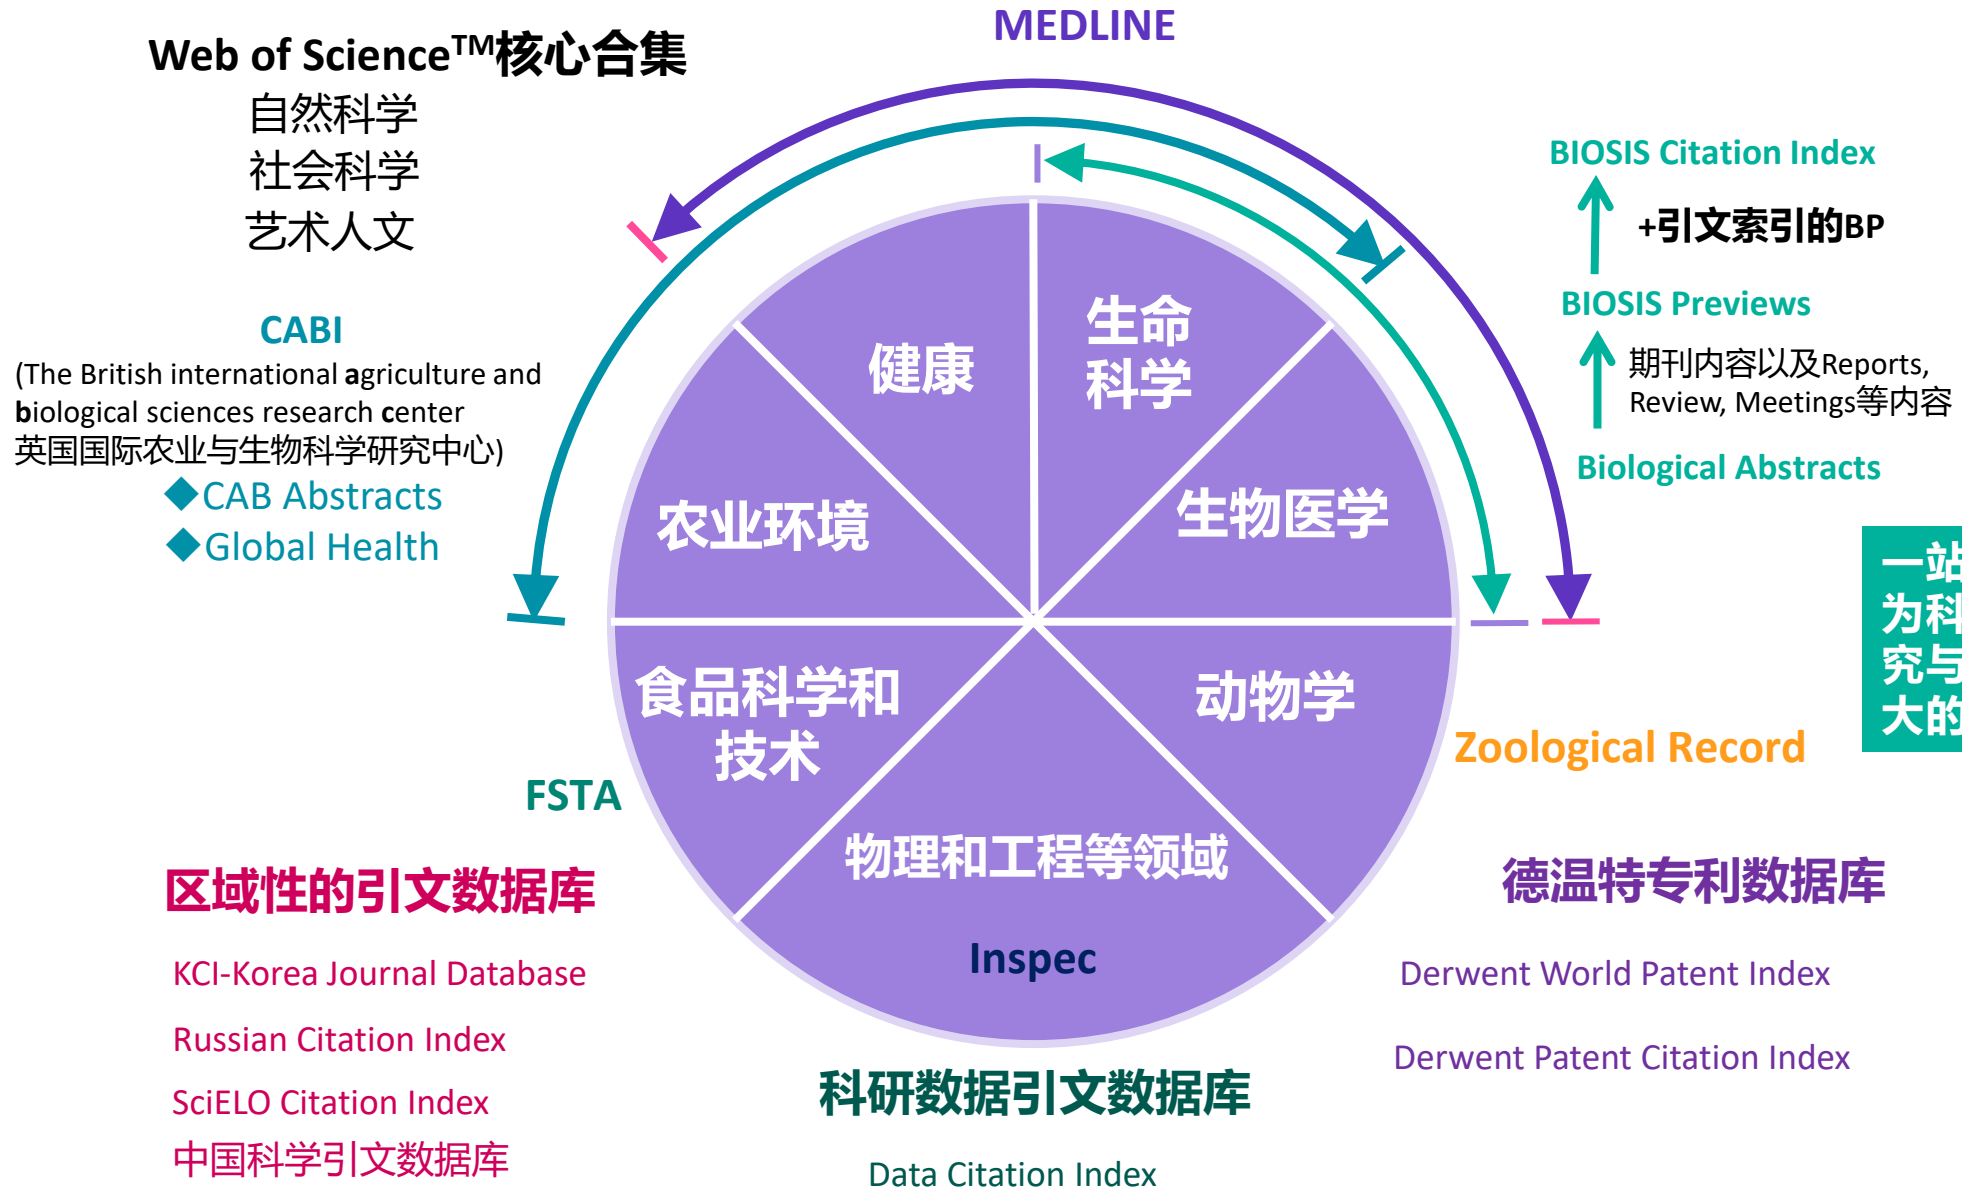 MEDLINE
Web of Science™核心合集
自然科学
社会科学
艺术人文
CABI
(The British international agriculture and
biological sciences research center
英国国际农业与生物科学研究中心)
◆CAB Abstracts
◆Global Health
健康
生命
科学
农业环境
生物医学
食品科学和
技术
动物学
物理和工程等领域
Inspec
FSTA
BIOSIS Citation Index
+引文索引的BP
BIOSIS Previews
期刊内容以及Reports,
Review, Meetings等内容
Biological Abstracts
一站
为科
究与
大的
Zoological Record
区域性的引文数据库
KCI-Korea Journal Database
Russian Citation Index
SciELO Citation Index
中国科学引文数据库
科研数据引文数据库
Data Citation Index
德温特专利数据库
Derwent World Patent Index
Derwent Patent Citation Index